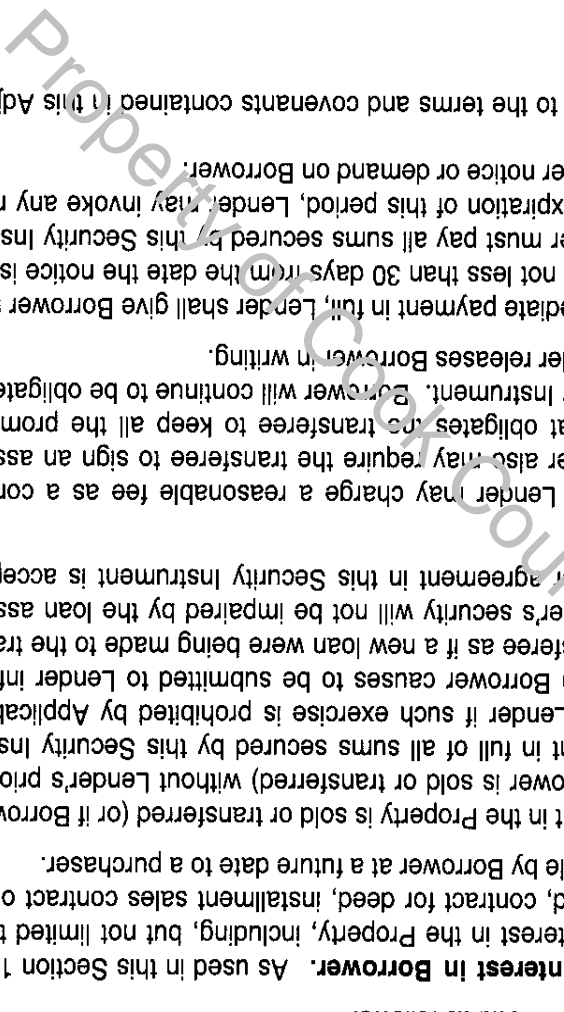 nterest in Borrower. As used in this Section 1
terest in the Property, including, but not limited t
d, contract for deed, installment sales contract o
le by Borrower at a future date to a purchaser.
t in the Property is sold or transferred (or if Borrow
ower is sold or transferred) without Lender's prio
nt in full of all sums secured by this Security Ins
Lender if such exercise is prohibited by Applicab
Borrower causes to be submitted to Lender inf
feree as if a new loan were being made to the tra
er's security will not be impaired by the loan ass
r agreement in this Security Instrument is accep
Lender may charge a reasonable fee as a con
er also may require the transferee to sign an ass
at obligates the transferee to keep all the prom
Instrument. Borrower will continue to be obligate
der releases Borrower in writing.
ediate payment in full, Lender shall give Borrower
not less than 30 days from the date the notice is
er must pay all sums secured by this Security Ins
xpiration of this period, Lender may invoke any r
er notice or demand on Borrower.
to the terms and covenants contained in this Adj
Property of Cook Cour